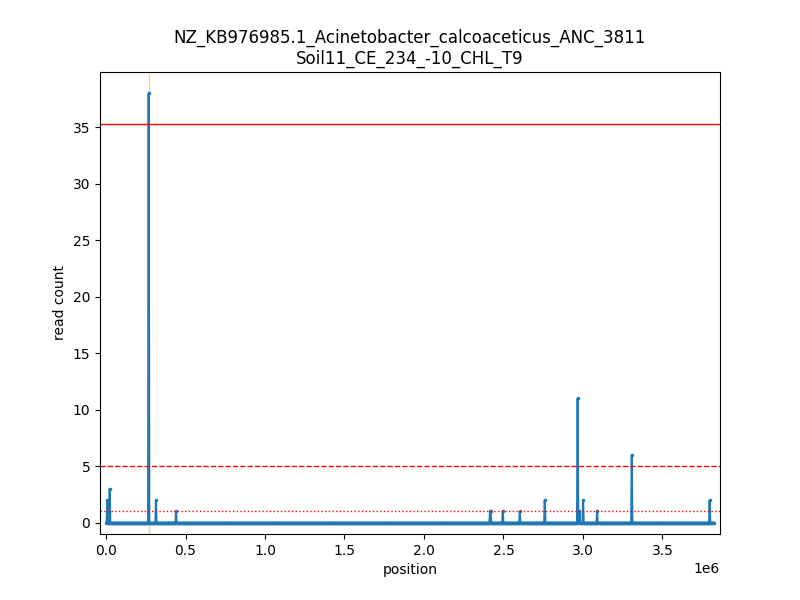 NZ_KB976985.1_Acinetobacter_calcoaceticus_ANC_3811
Soil11_CE_234_-10_CHL_T9
35
30
25
20
15
10
5
0
read count
0.0 0.5 1.0 1.5 2.0 2.5 3.0 3.5
1e6
position